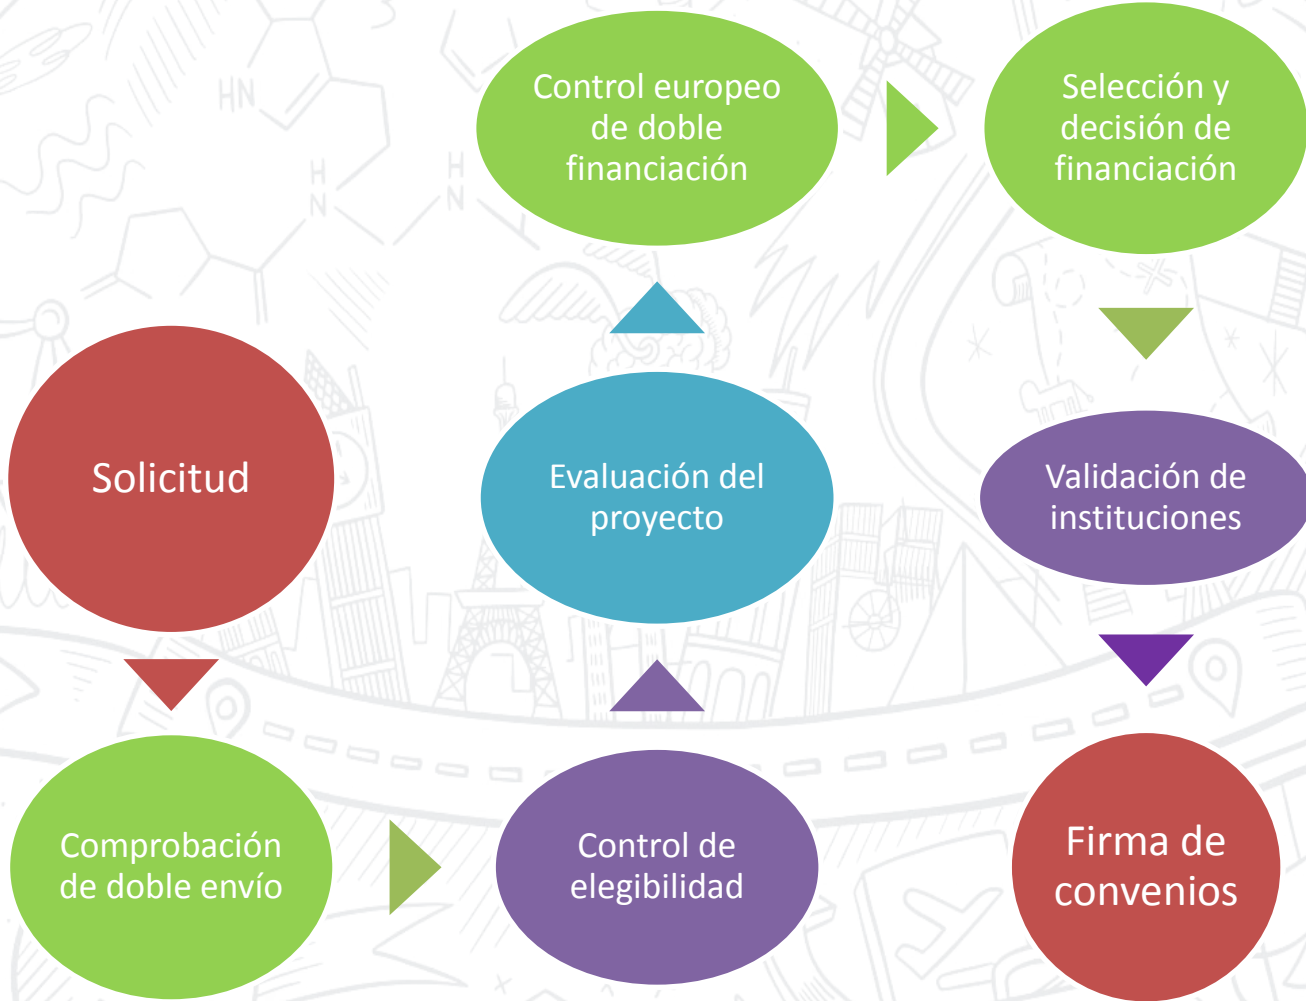 Solicitud
Comprobación
de doble envío
Control de
elegibilidad
Evaluación del
proyecto
Control europeo
de doble
financiación
Selección y
decisión de
financiación
Validación de
instituciones
Firma de
convenios
HN
H
N
H
N